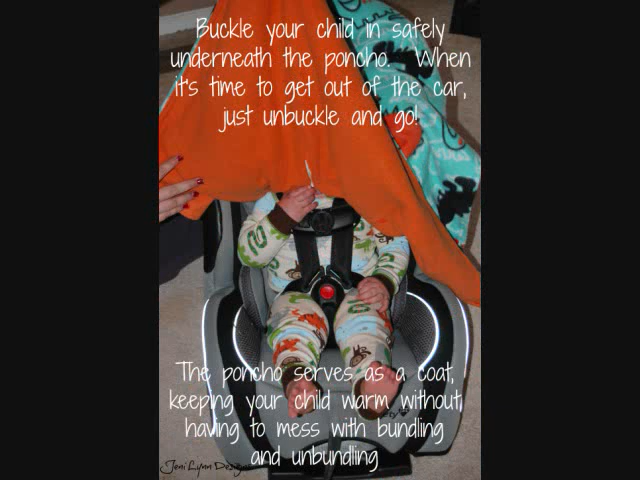 Buckle your child in safely
underneath the poncho. When
it's time to get out of the car,
just unbuckle and go!
The poncho serves as a coat,
keeping your child warm without
having to mess with bundling
and unbundling
Jeni Lynn Designs